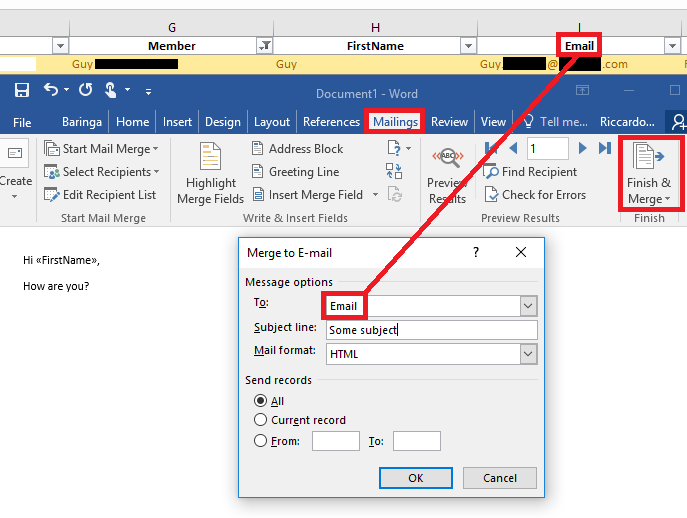 G H I
Member FirstName Email
Guy Guy Guy. @ .com
Document1 - Word
File Baringa Home Insert Design Layout References Mailings Review View Tell me... Riccardo...
Create
Start Mail Merge
Select Recipients
Edit Recipient List
Start Mail Merge
Highlight
Merge Fields
Address Block
Greeting Line
Insert Merge Field
Write & Insert Fields
ABC
Preview
Results
1
Find Recipient
Check for Errors
Preview Results
Finish &
Merge
Finish
Hi «FirstName»,
How are you?
Merge to E-mail ?
Message options
To: Email
Subject line: Some subject
Mail format: HTML
Send records
All
Current record
From: To:
OK Cancel